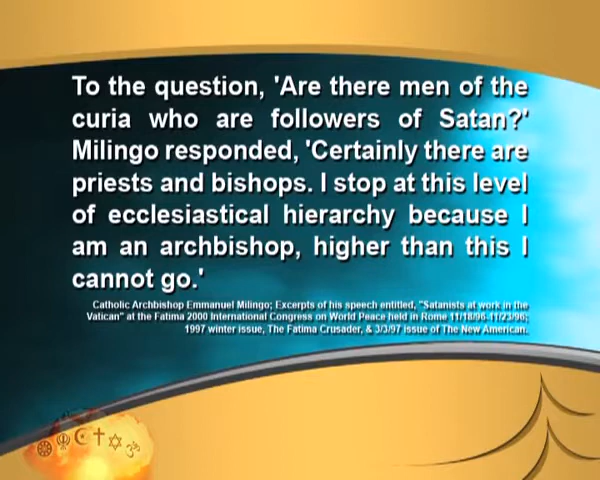 To the question, 'Are there men of the
curia who are followers of Satan?'
Milingo responded, 'Certainly there are
priests and bishops. I stop at this level
of ecclesiastical hierarchy because I
am an archbishop, higher than this I
cannot go.'
Catholic Archbishop Emmanuel Milingo; Excerpts of his speech entitled, "Satanists at work in the
Vatican" at the Fatima 2000 International Congress on World Peace held in Rome 11/18/96-11/23/96;
1997 winter issue, The Fatima Crusader, & 3/3/97 issue of The New American.